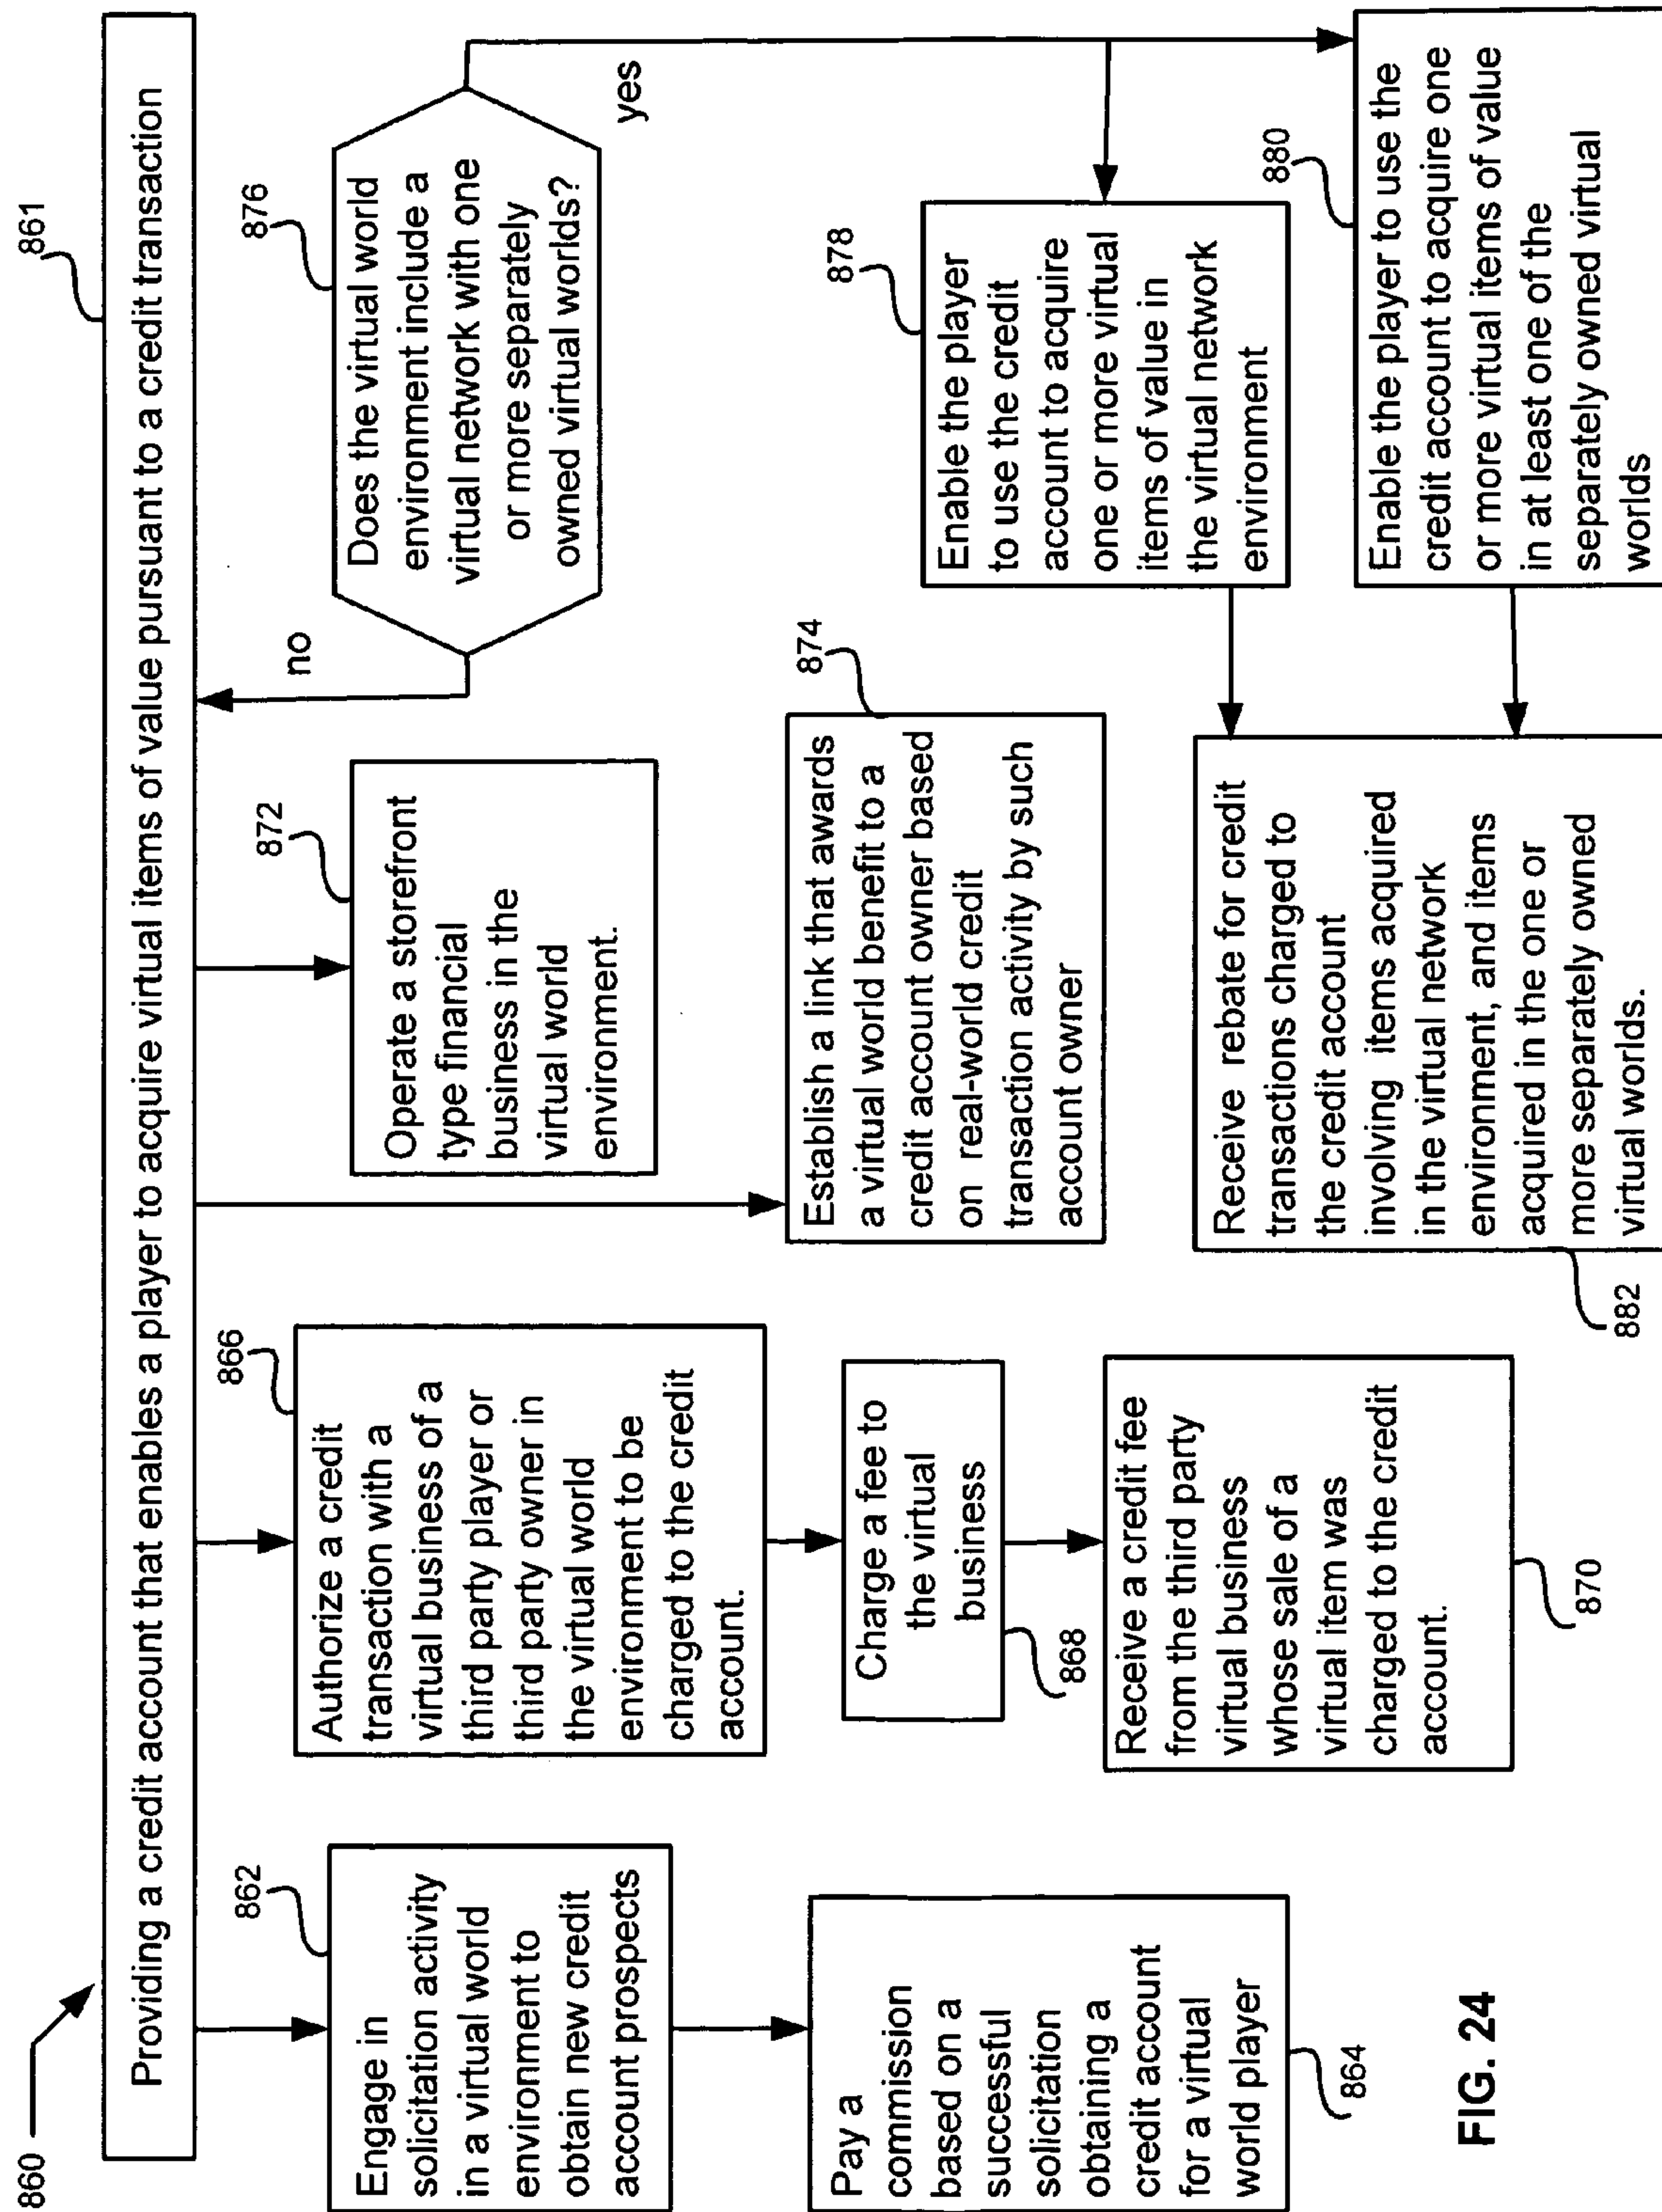 860
861
Providing a credit account that enables a player to acquire virtual items of value pursuant to a credit transaction
862
Engage in
solicitation activity
in a virtual world
environment to
obtain new credit
account prospects
Pay a
commission
based on a
successful
solicitation
obtaining a
credit account
for a virtual
world player
864
866
Authorize a credit
transaction with a
virtual business of a
third party player or
third party owner in
the virtual world
environment to be
charged to the credit
account.
Charge a fee to
the virtual
business
868
Receive a credit fee
from the third party
virtual business
whose sale of a
virtual item was
charged to the credit
account.
870
872
Operate a storefront
type financial
business in the
virtual world
environment.
874
Establish a link that awards
a virtual world benefit to a
credit account owner based
on real-world credit
transaction activity by such
account owner
no
876
Does the virtual world
environment include a
virtual network with one
or more separately
owned virtual worlds?
yes
878
Enable the player
to use the credit
account to acquire
one or more virtual
items of value in
the virtual network
environment
880
Enable the player to use the
credit account to acquire one
or more virtual items of value
in at least one of the
separately owned virtual
worlds
Receive rebate for credit
transactions charged to
the credit account
involving items acquired
in the virtual network
environment, and items
acquired in the one or
more separately owned
virtual worlds.
882
FIG. 24